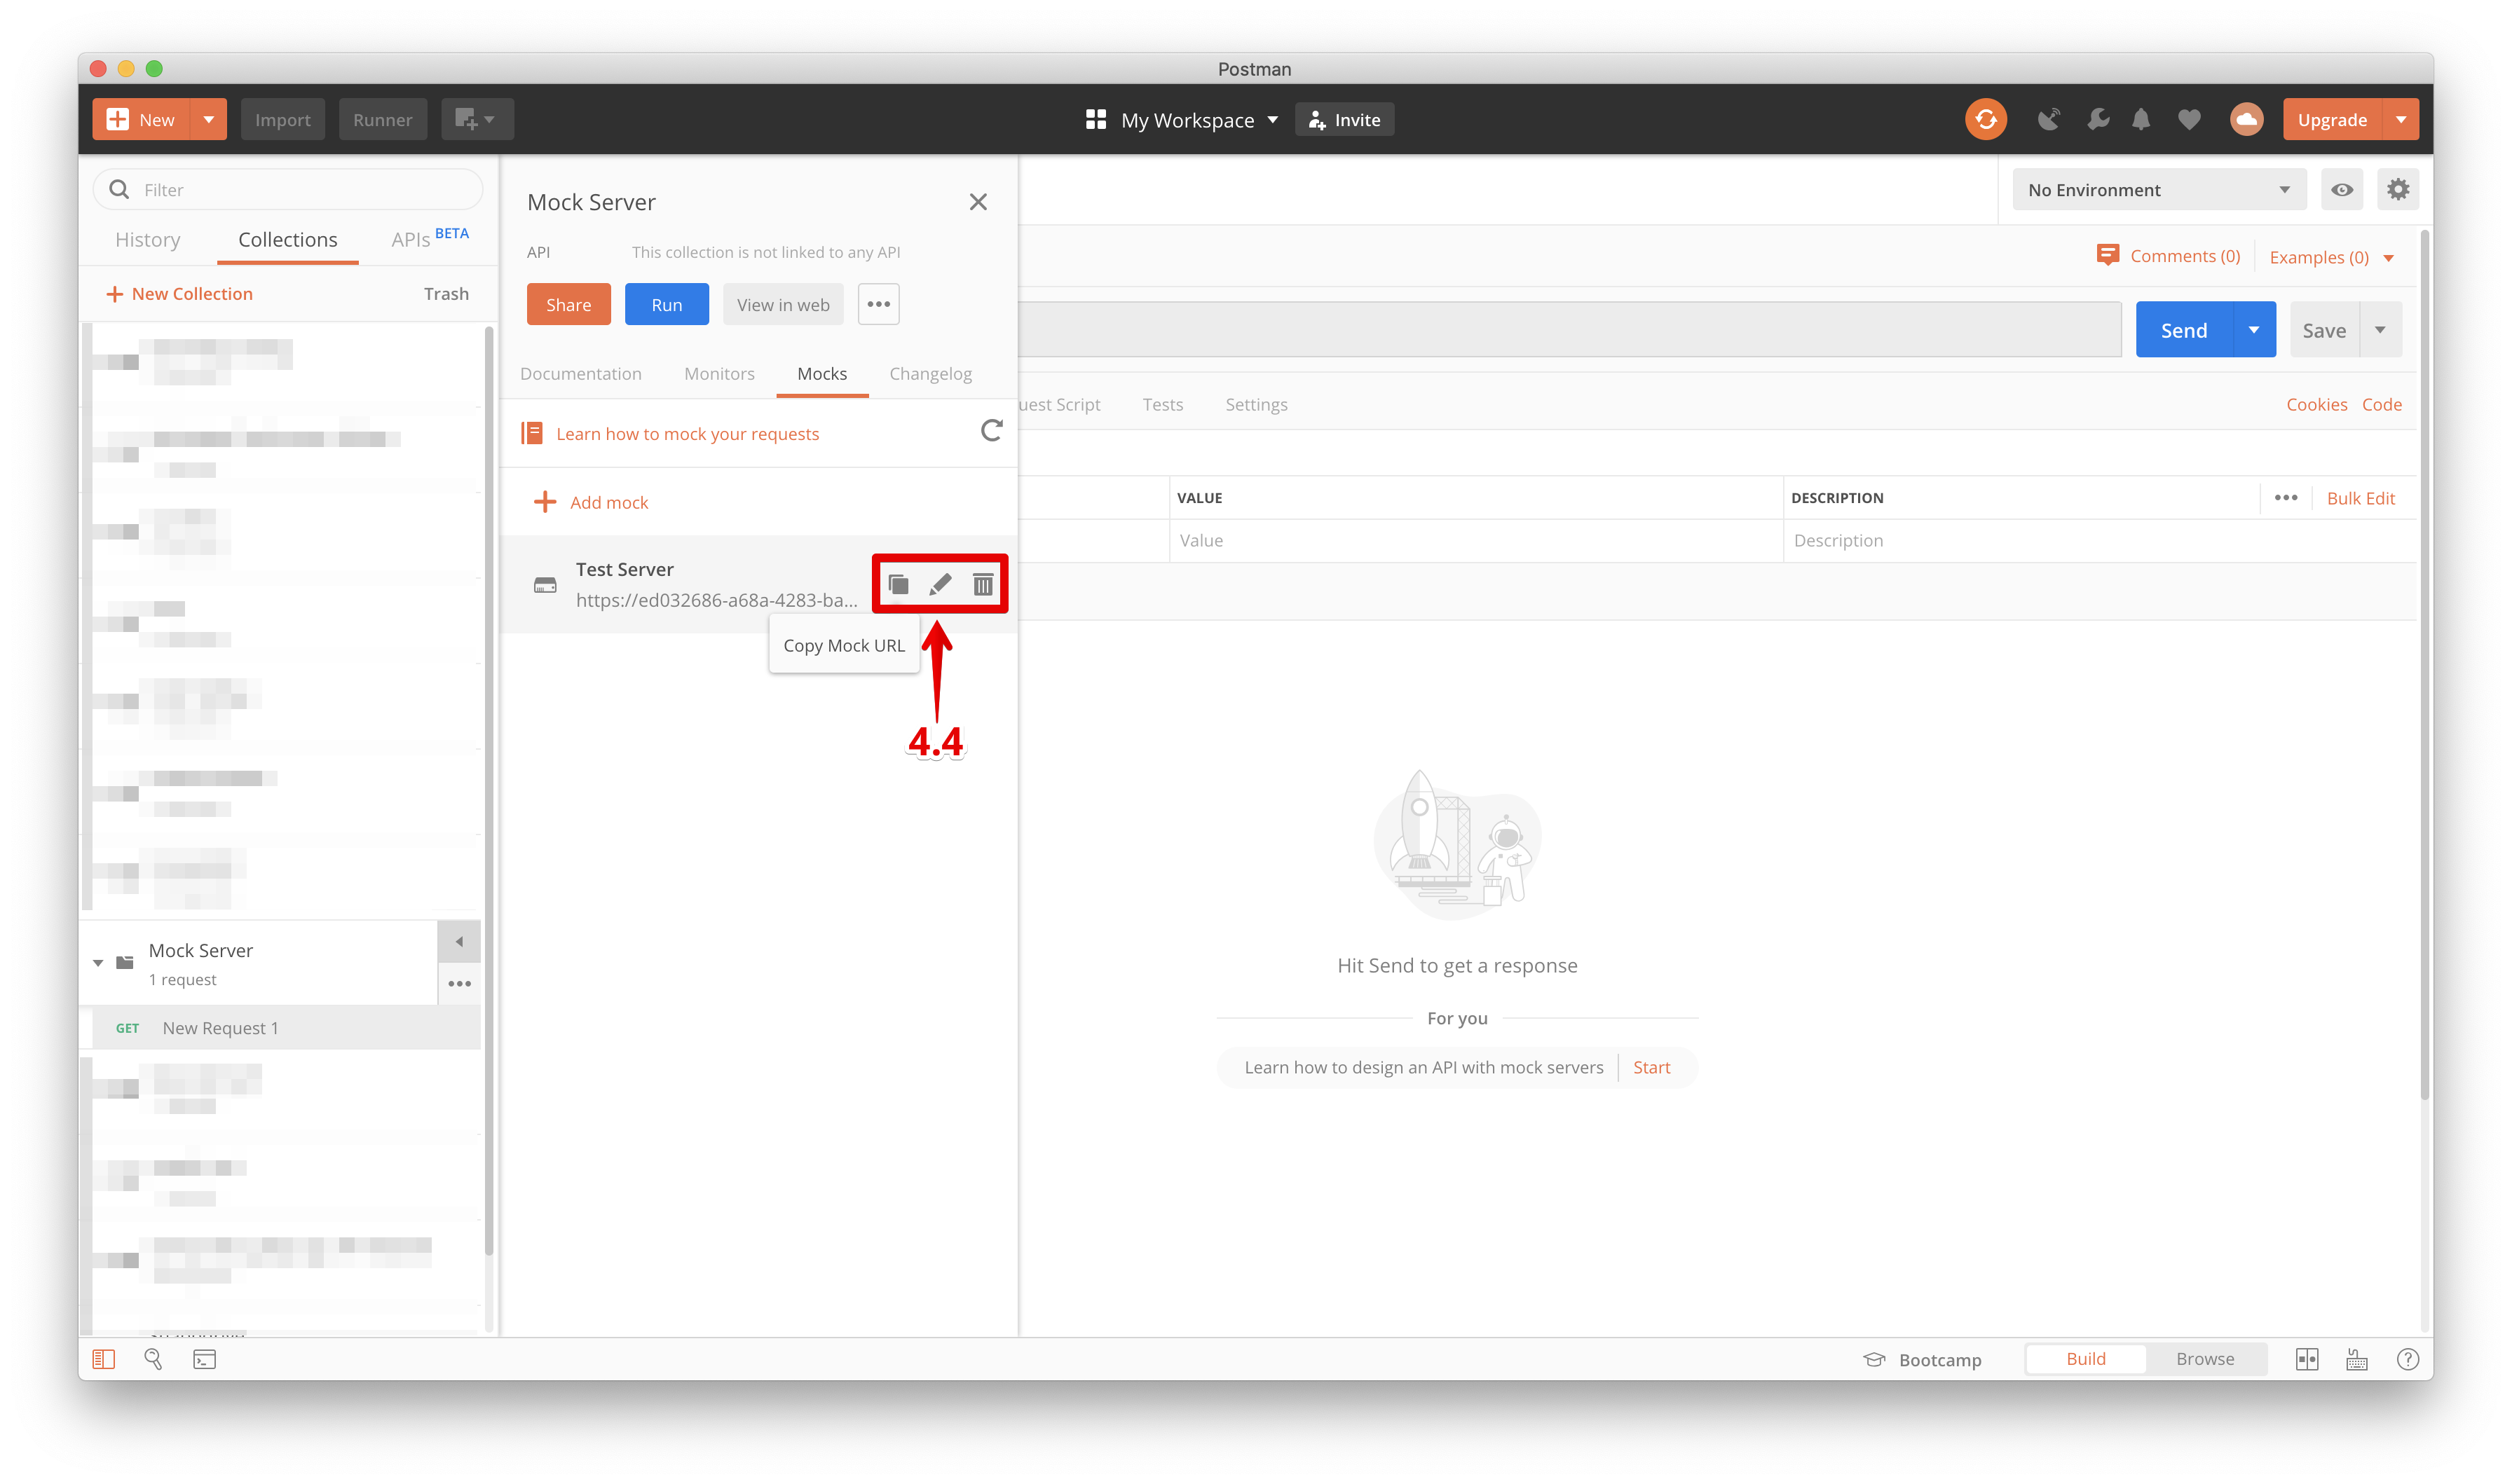 Postman
New
Import
Runner
My Workspace
Invite
Upgrade
Filter
History
Collections
APIs BETA
New Collection
Trash
Mock Server
1 request
GET New Request 1
Mock Server
API
This collection is not linked to any API
Share
Run
View in web
Documentation
Monitors
Mocks
Changelog
Learn how to mock your requests
Add mock
Test Server
https://ed032686-a68a-4283-ba...
Copy Mock URL
4.4
No Environment
Comments (0)
Examples (0)
Send
Save
uest Script
Tests
Settings
Cookies
Code
VALUE
DESCRIPTION
Bulk Edit
Value
Description
Hit Send to get a response
For you
Learn how to design an API with mock servers
Start
Bootcamp
Build
Browse